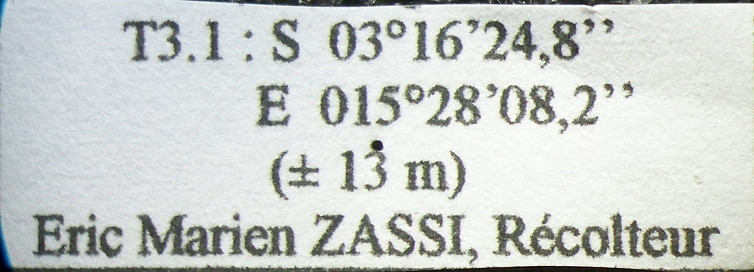 T3.1 : S 03°16’24,8’’
E 015°28’08,2’’
(± 13 m)
Eric Marien ZASSI, Récolteur